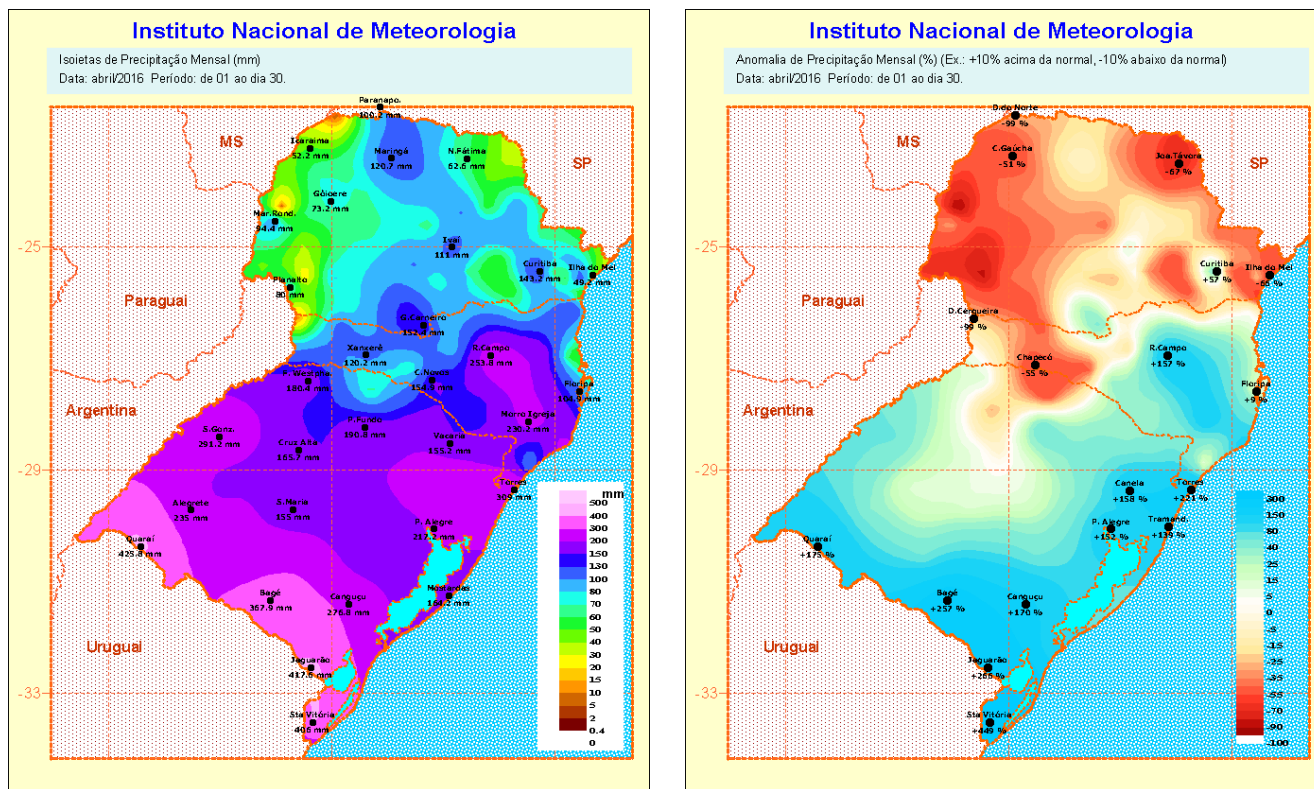 Instituto Nacional de Meteorologia
Isoietas de Precipitação Mensal (mm)
Data: abril/2016 Período: de 01 ao dia 30.
Paranapo.
100.2 mm
MS
Icaraima
52.2 mm
Maringá
120.7 mm
N.Fátima
62.6 mm
SP
Gòioere
73.2 mm
Mar.Rond.
94.4 mm
-25
Ivaí
111 mm
Curitiba
143.2 mm
Ilha do Mel
49.2 mm
Planalto
80 mm
Paraguai
G.Carneiro
152.4 mm
Xanxerê
120.2 mm
R.Campo
253.8 mm
F. Westpha.
180.4 mm
C.Novos
154.9 mm
Floripa
104.9 mm
Argentina
S.Gonz.
291.2 mm
P.Fundo
190.8 mm
Morro Igreja
230.2 mm
Cruz Alta
165.7 mm
Vacaria
155.2 mm
-29
Torres
309 mm
Alegrete
235 mm
S.Maria
155 mm
P. Alegre
217.2 mm
Quaraí
425.8 mm
Bagé
367.9 mm
Canguçu
276.8 mm
Mostardas
164.2 mm
Uruguai
Jaguarão
417.6 mm
-33
Sta Vitória
406 mm
mm
500
400
300
200
150
130
100
80
70
60
50
40
30
20
15
10
5
2
0.4
0
Instituto Nacional de Meteorologia
Anomalia de Precipitação Mensal (%) (Ex.: +10% acima da normal, -10% abaixo da normal)
Data: abril/2016 Período: de 01 ao dia 30.
D.do Norte
-99 %
MS
C.Gaúcha
-51 %
Joa.Távora
-67 %
SP
-25
Curitiba
+57 %
Ilha do Mel
-66 %
Paraguai
D.Cerqueira
-99 %
Chapecó
-55 %
R.Campo
+157 %
Floripa
+9 %
Argentina
-29
Canela
+158 %
Torres
+221 %
P. Alegre
+152 %
Tramand.
+139 %
Quaraí
+175 %
Bagé
+257 %
Canguçu
+170 %
Uruguai
Jaguarão
+266 %
-33
Sta Vitória
+449 %
300
150
80
40
25
15
5
0
-5
-15
-25
-35
-55
-70
-90
-100